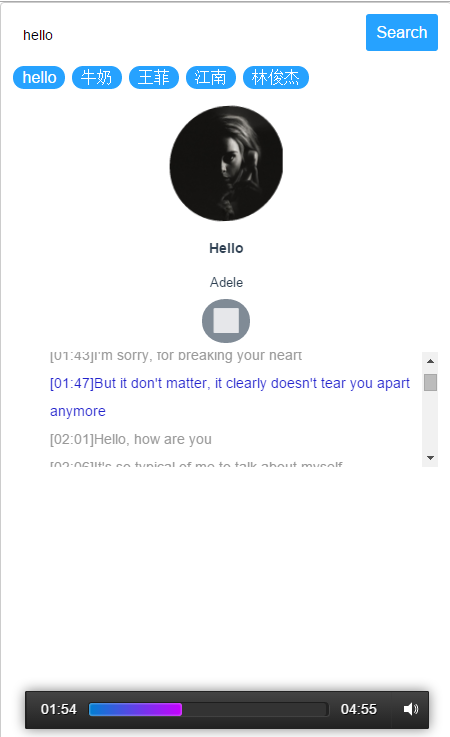 hello
Search
hello 牛奶 王菲 江南 林俊杰
Hello
Adele
[01:43]I'm sorry, for breaking your heart
[01:47]But it don't matter, it clearly doesn't tear you apart
anymore
[02:01]Hello, how are you
[02:06]It's so typical of me to talk about myself
01:54
04:55